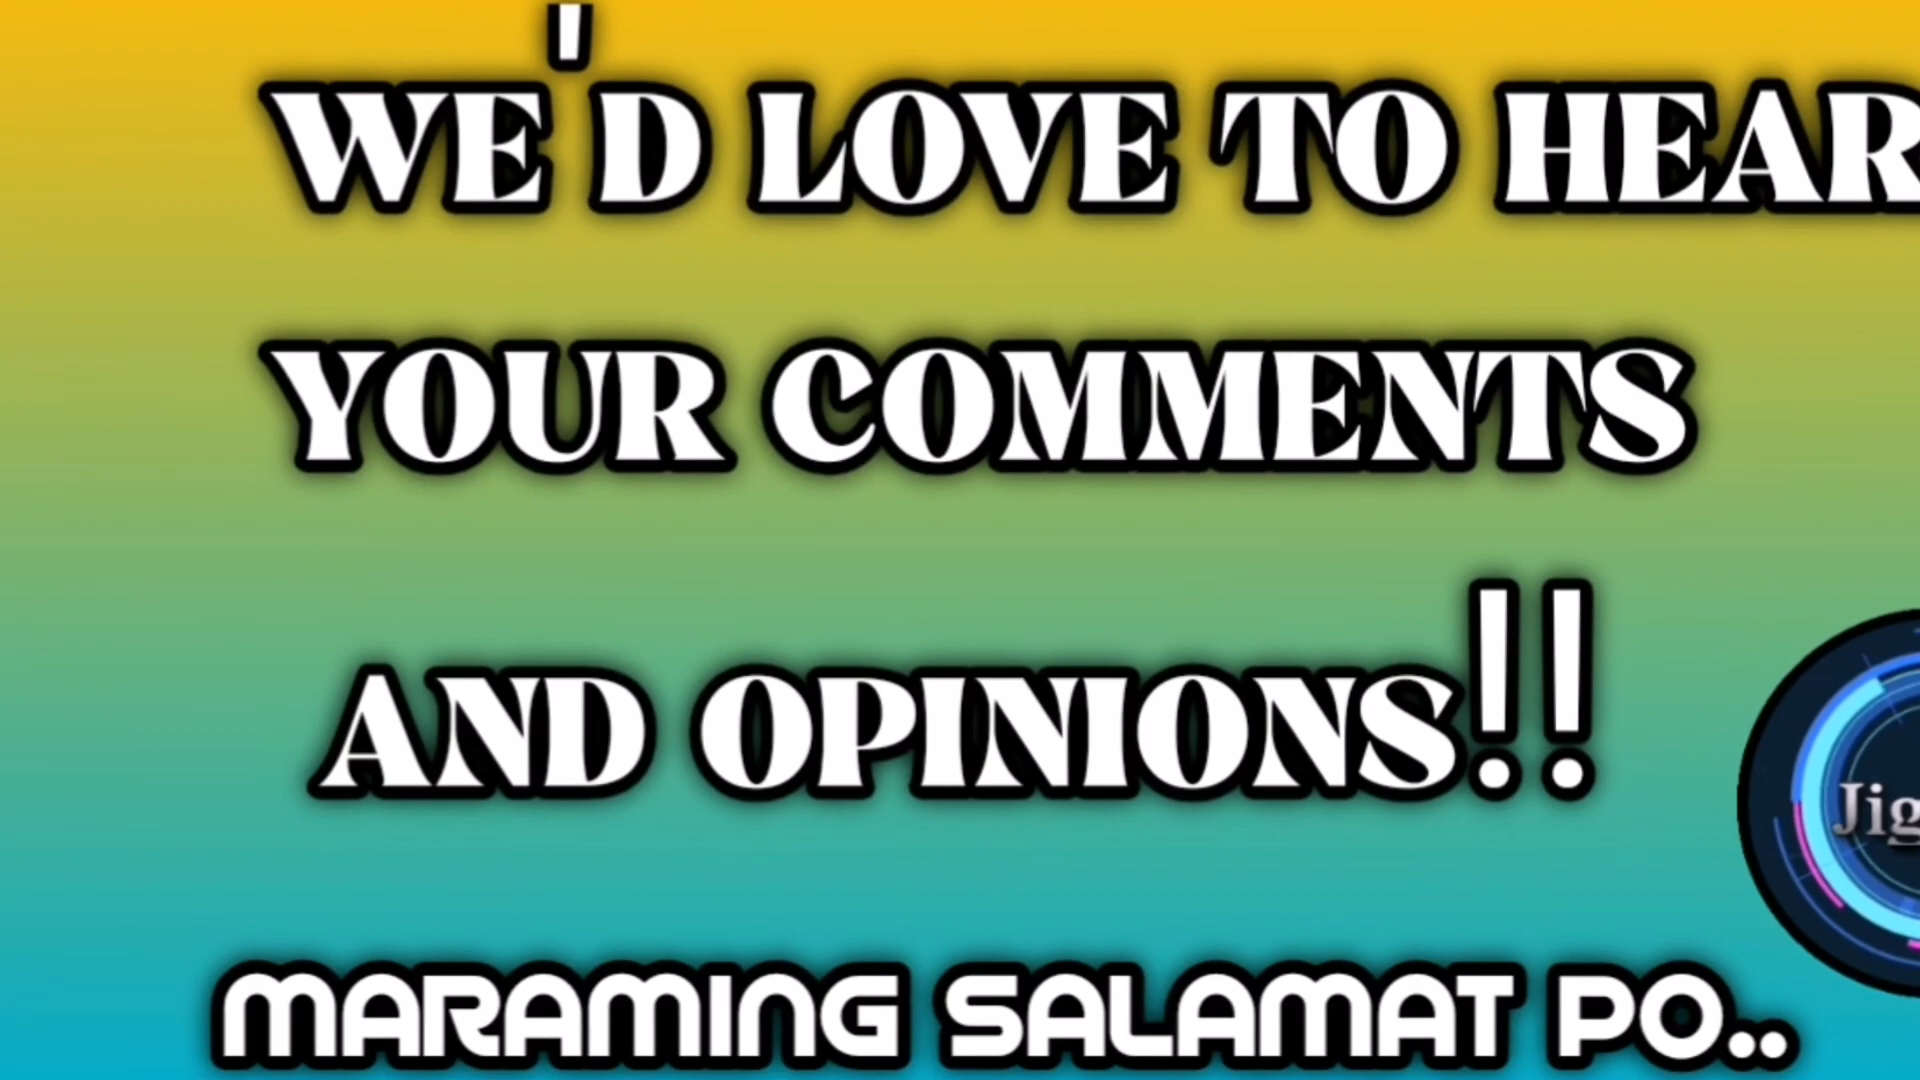 WE'D LOVE TO HEAR
YOUR COMMENTS
AND OPINIONS!!
MARAMING SALAMAT PO..